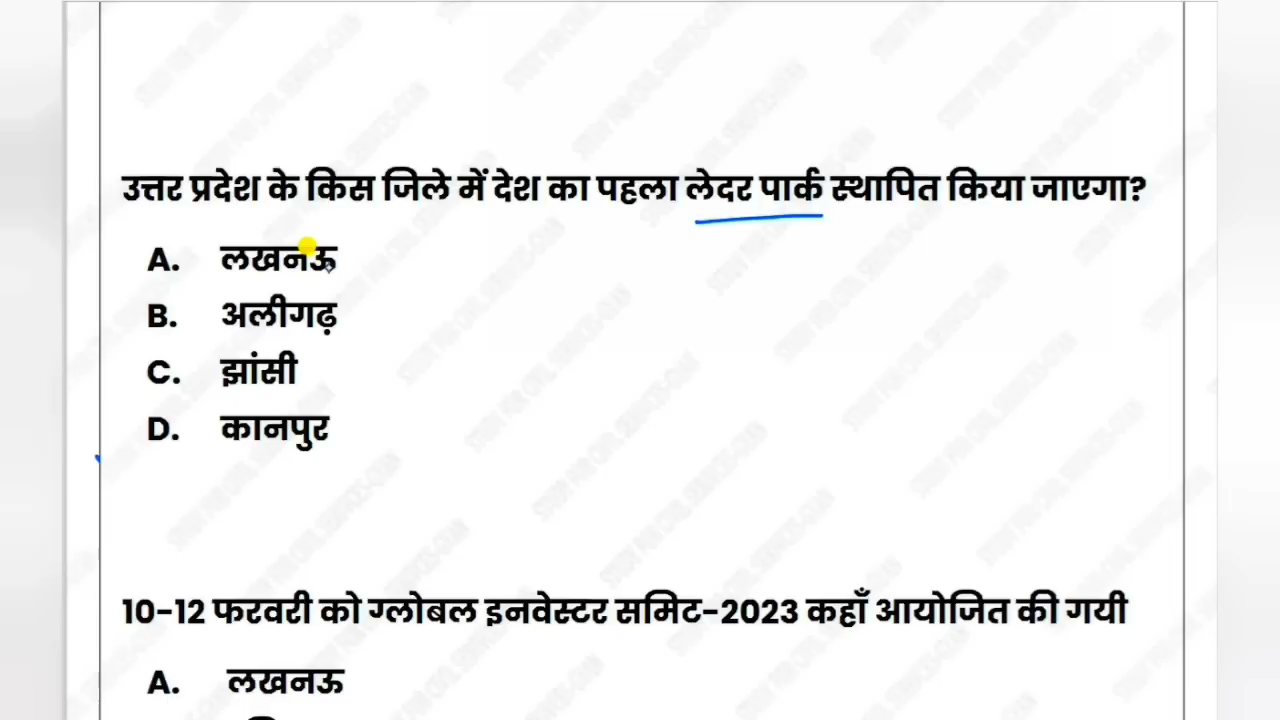 उत्तर प्रदेश के किस जिले में देश का पहला लेदर पार्क स्थापित किया जाएगा?
A. लखनऊ
B. अलीगढ़
C. झांसी
D. कानपुर
10-12 फरवरी को ग्लोबल इनवेस्टर समिट-2023 कहाँ आयोजित की गयी
A. लखनऊ